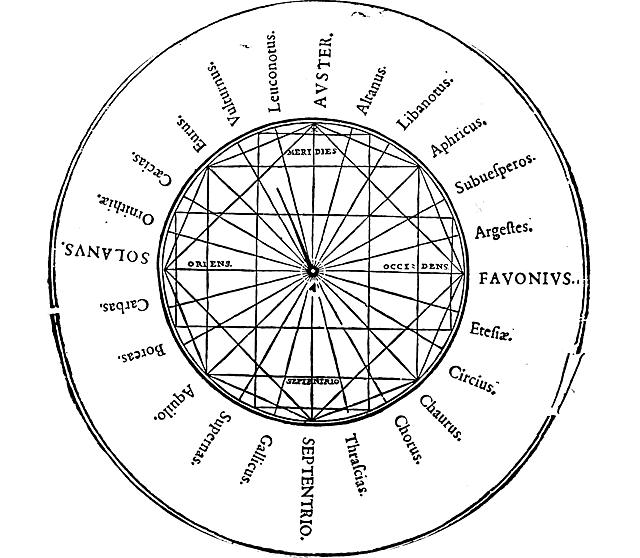 AVSTER.
Altanus.
Libanotus.
Aphricus.
Subueſperos.
Argeſtes.
FAVONIVS.
Eteſiæ.
Circius.
Chaurus.
Chorus.
Thraſcias.
SEPTENTRIO.
Gallicus.
Supernas.
Aquilo.
Boreas.
Carbas.
SOLANVS.
Ornithiæ.
Cæcias.
Eurus.
Vulturnus.
Leuconotus.
MERIDIES
OCCIDENS
SEPTENTRIO
ORIENS.